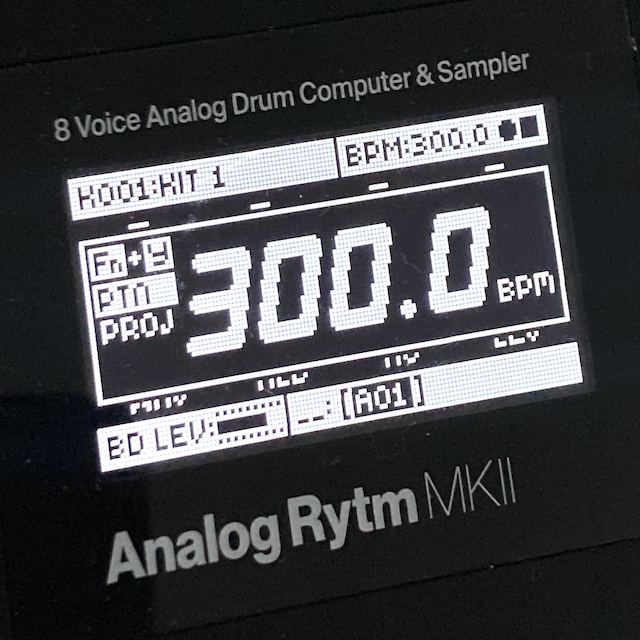 8 Voice Analog Drum Computer & Sampler
H001:KIT 1 BPM:300.0
Fn+
PTN
PROJ
300.0 BPM
BD LEV: _:[A01]
Analog Rytm MKII